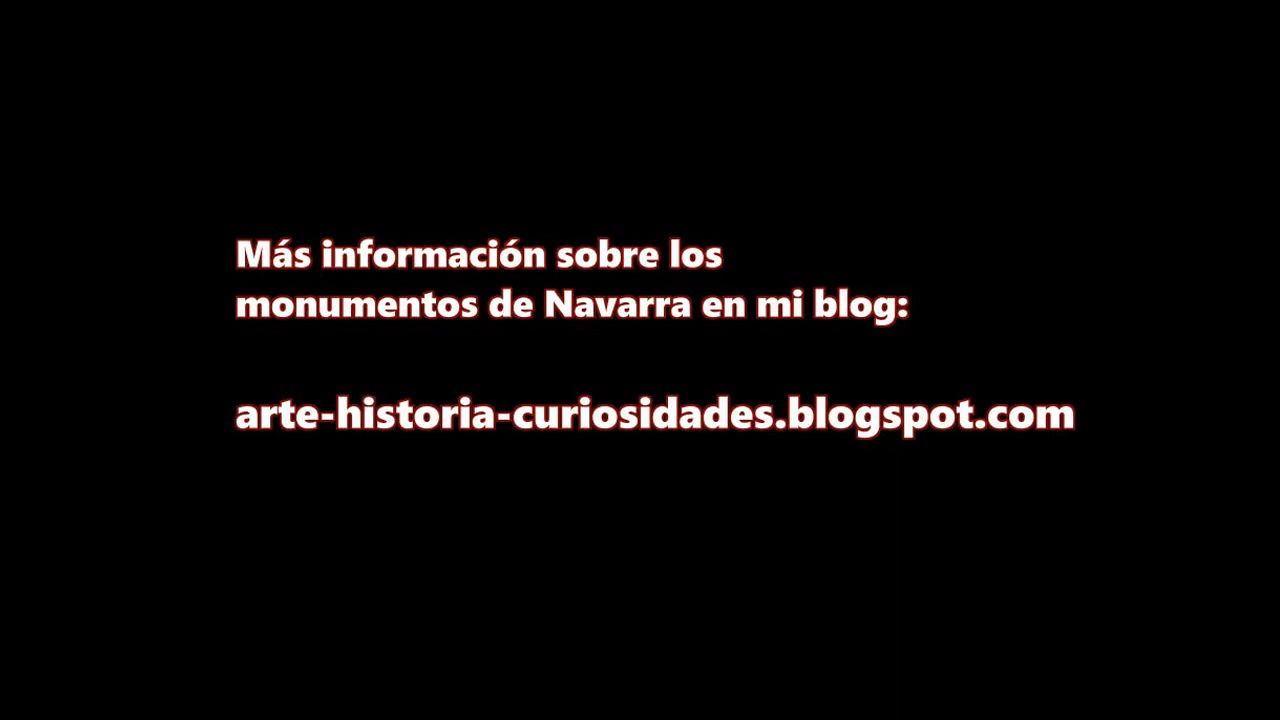 Más información sobre los
monumentos de Navarra en mi blog:
arte-historia-curiosidades.blogspot.com